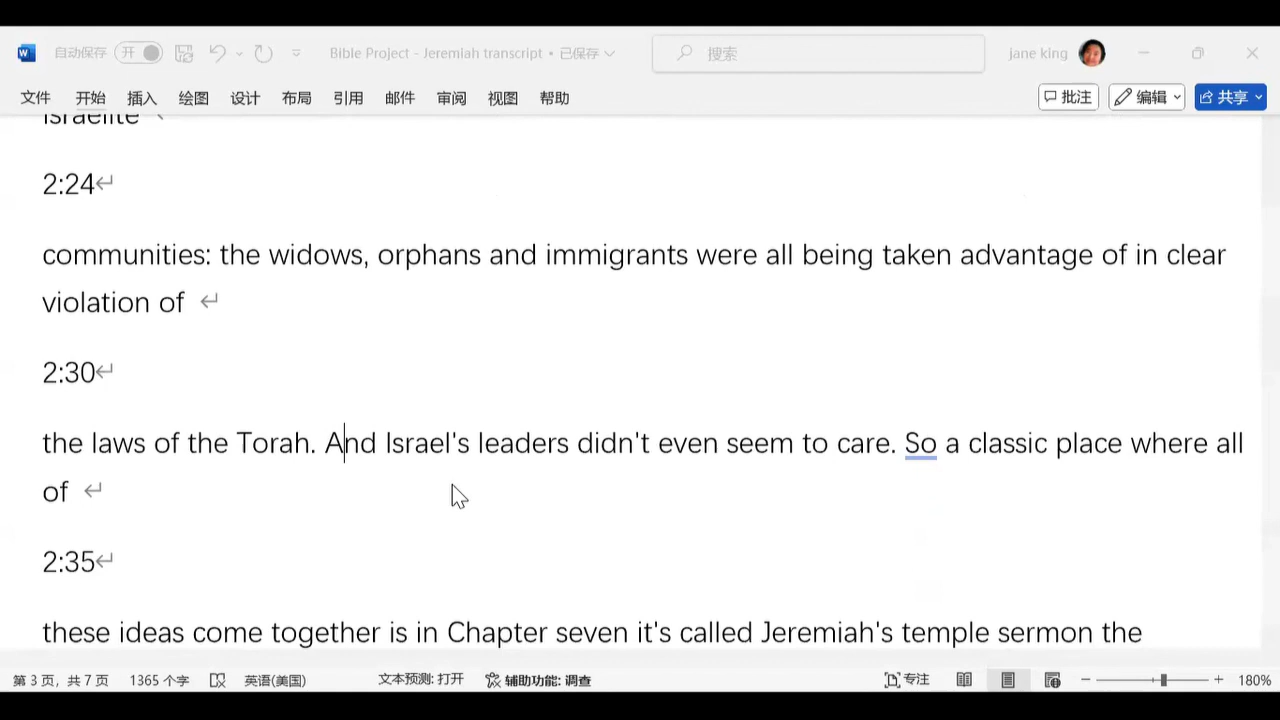 自动保存 开 Bible Project - Jeremiah transcript • 已保存 搜索 jane king
文件 开始 插入 绘图 设计 布局 引用 邮件 审阅 视图 帮助 批注 编辑 共享
israelite
2:24
communities: the widows, orphans and immigrants were all being taken advantage of in clear
violation of
2:30
the laws of the Torah. And Israel's leaders didn't even seem to care. So a classic place where all
of
2:35
these ideas come together is in Chapter seven it's called Jeremiah's temple sermon the
第 3 页，共 7 页 1365 个字 英语(美国) 文本预测: 打开 辅助功能: 调查 专注 180%